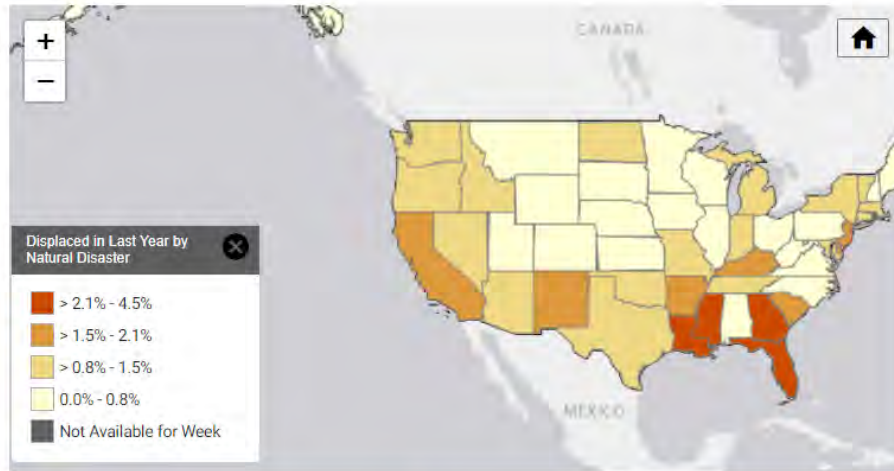 CANADA
+
−
Displaced in Last Year by
Natural Disaster
> 2.1% - 4.5%
> 1.5% - 2.1%
> 0.8% - 1.5%
0.0% - 0.8%
Not Available for Week
MEXICO